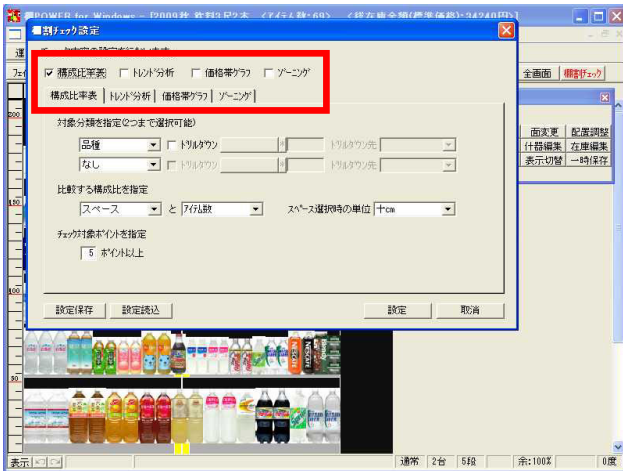 棚POWER for Windows - [2009秋 飲料3尺2本 (アイテム数:69) (総在庫金額(標準価格):24240円)]
棚割チェック設定
全画面 棚割チェック
✓ 構成比率表 トレンド分析 価格帯グラフ ゾーニング
構成比率表 トレンド分析 価格帯グラフ ゾーニング
対象分類を指定(2つまで選択可能)
品種 ドリルダウン ドリルダウン先
なし ドリルダウン ドリルダウン先
比較する構成比を指定
スペース と アイテム数 スペース選択時の単位 十cm
チェック対象ポイントを指定
5 ポイント以上
設定保存 設定読込 設定 取消
面変更 配置調整
什器編集 在庫編集
表示切替 一時保存
200
150
100
50
表示 通常 2台 5段 余:100% 0度